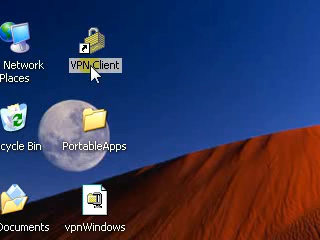 Network
Places
VPN Client
cycle Bin
PortableApps
Documents
vpnWindows